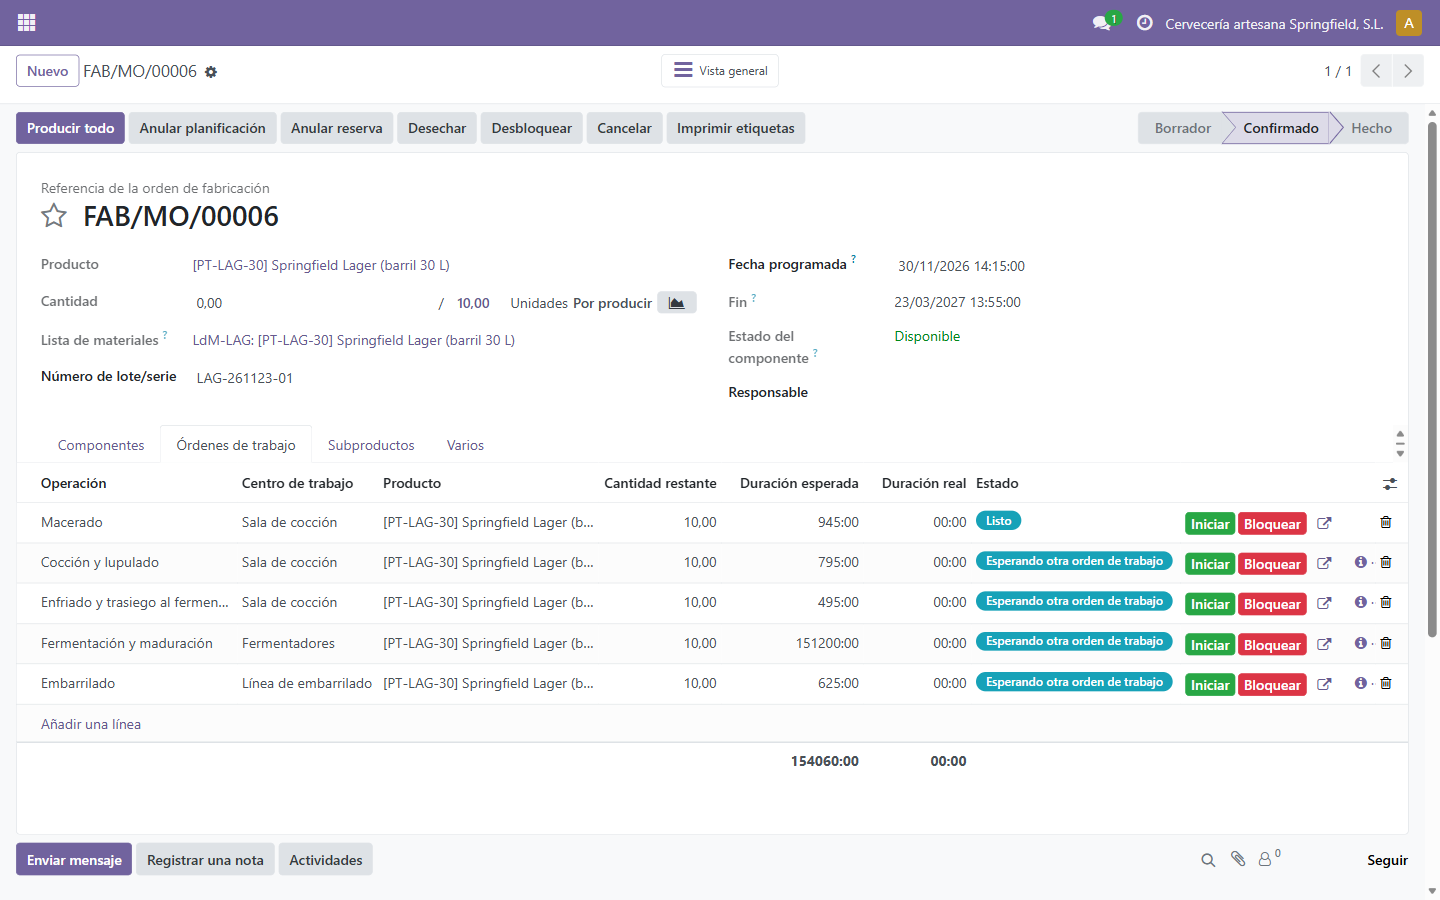 1 Cervecería artesana Springfield, S.L. A
Nuevo FAB/MO/00006 Vista general 1 / 1
Producir todo Anular planificación Anular reserva Desechar Desbloquear Cancelar Imprimir etiquetas Borrador Confirmado Hecho
Referencia de la orden de fabricación
FAB/MO/00006
Producto [PT-LAG-30] Springfield Lager (barril 30 L) Fecha programada ? 30/11/2026 14:15:00
Cantidad 0,00 / 10,00 Unidades Por producir Fin ? 23/03/2027 13:55:00
Lista de materiales ? LdM-LAG: [PT-LAG-30] Springfield Lager (barril 30 L) Estado del componente ? Disponible
Número de lote/serie LAG-261123-01 Responsable
Componentes Órdenes de trabajo Subproductos Varios
Operación Centro de trabajo Producto Cantidad restante Duración esperada Duración real Estado
Macerado Sala de cocción [PT-LAG-30] Springfield Lager (b... 10,00 945:00 00:00 Listo Iniciar Bloquear
Cocción y lupulado Sala de cocción [PT-LAG-30] Springfield Lager (b... 10,00 795:00 00:00 Esperando otra orden de trabajo Iniciar Bloquear
Enfriado y trasiego al fermen... Sala de cocción [PT-LAG-30] Springfield Lager (b... 10,00 495:00 00:00 Esperando otra orden de trabajo Iniciar Bloquear
Fermentación y maduración Fermentadores [PT-LAG-30] Springfield Lager (b... 10,00 151200:00 00:00 Esperando otra orden de trabajo Iniciar Bloquear
Embarrilado Línea de embarrilado [PT-LAG-30] Springfield Lager (b... 10,00 625:00 00:00 Esperando otra orden de trabajo Iniciar Bloquear
Añadir una línea
154060:00 00:00
Enviar mensaje Registrar una nota Actividades 0 Seguir